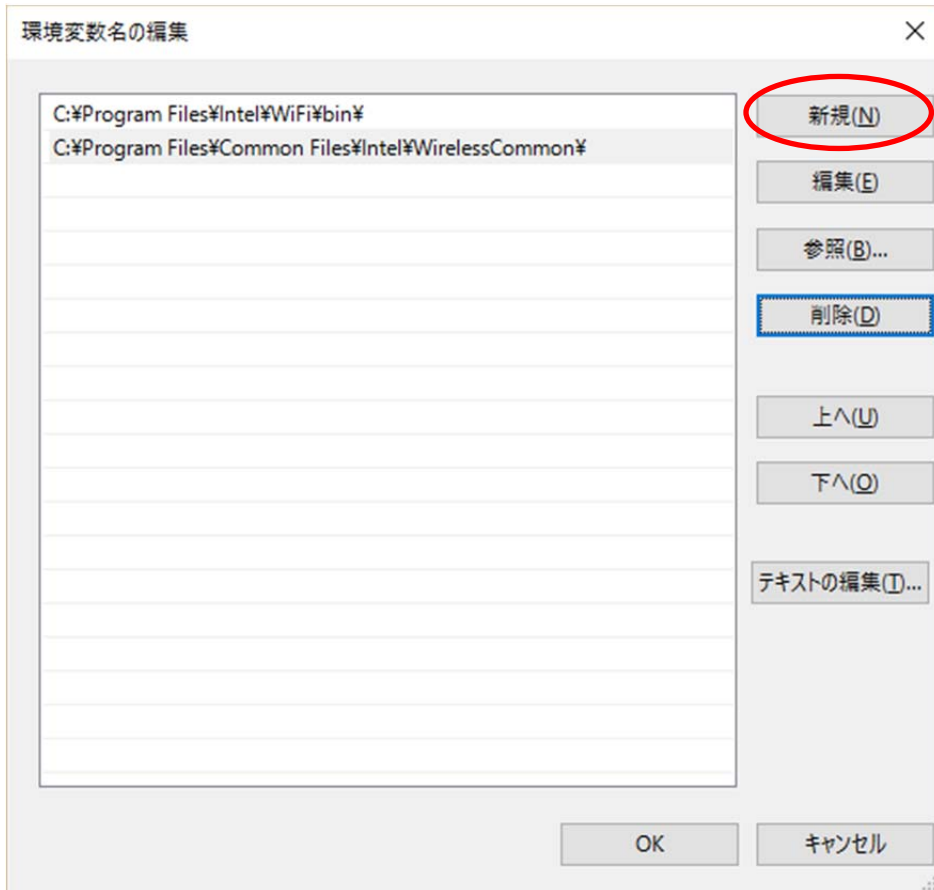 環境変数名の編集
C:¥Program Files¥Intel¥WiFi¥bin¥
C:¥Program Files¥Common Files¥Intel¥WirelessCommon¥
新規(N)
編集(E)
参照(B)...
削除(D)
上へ(U)
下へ(O)
テキストの編集(T)...
OK
キャンセル